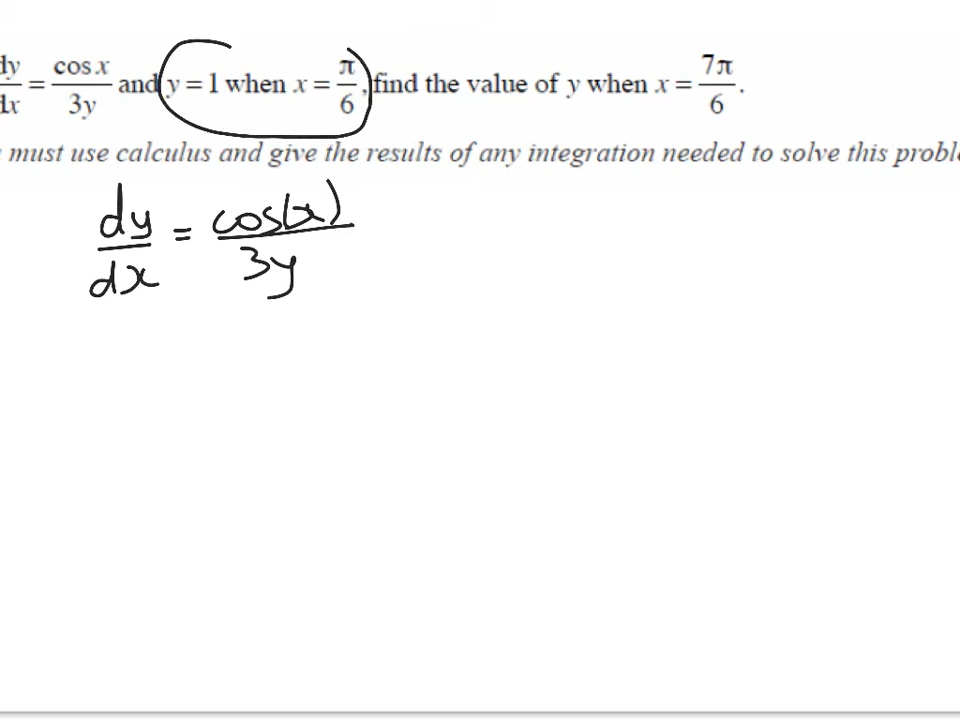 dy/dx = cos x/3y and y = 1 when x = π/6, find the value of y when x = 7π/6.
must use calculus and give the results of any integration needed to solve this
dy/dx = cos(x)/3y